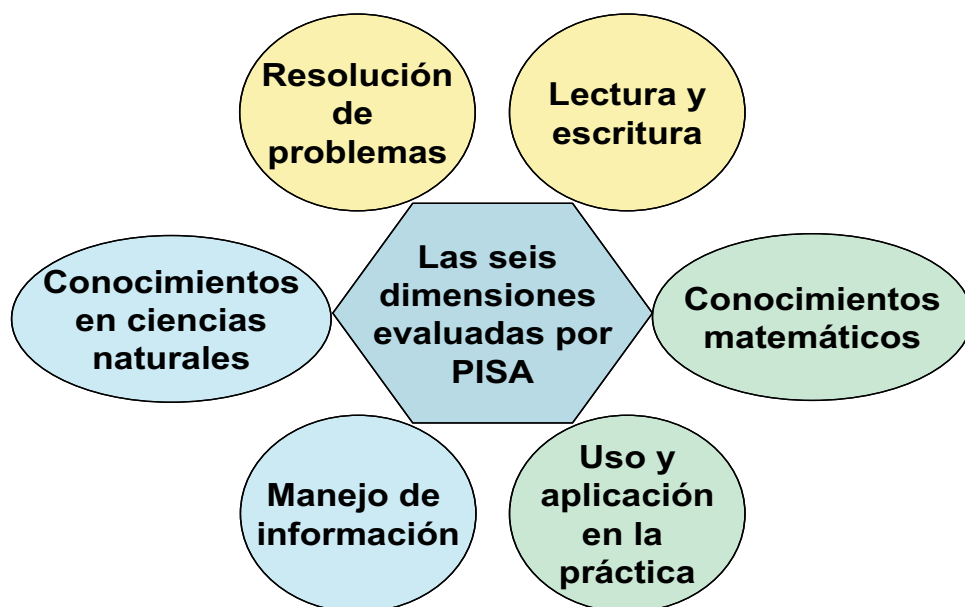 Resolución
de
problemas
Lectura y
escritura
Las seis
dimensiones
evaluadas por
PISA
Conocimientos
en ciencias
naturales
Conocimientos
matemáticos
Manejo de
información
Uso y
aplicación
en la
práctica